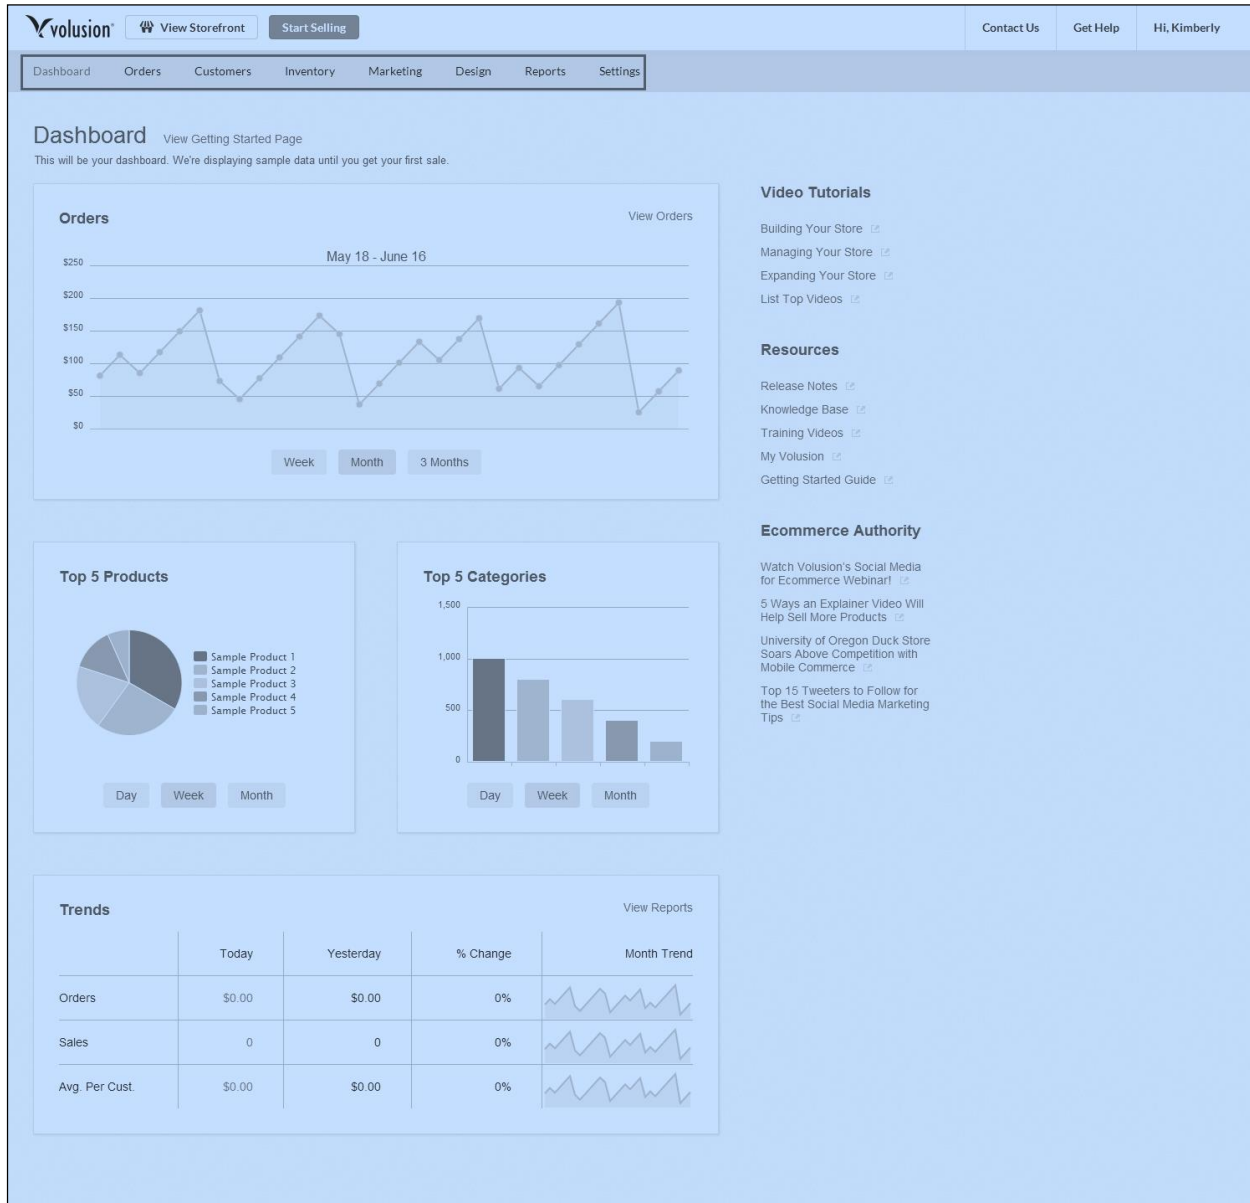 volusion
View Storefront
Start Selling
Contact Us
Get Help
Hi, Kimberly
Dashboard Orders Customers Inventory Marketing Design Reports Settings
Dashboard View Getting Started Page
This will be your dashboard. We're displaying sample data until you get your first sale.
Orders
View Orders
May 18 - June 16
$250
$200
$150
$100
$50
$0
Week Month 3 Months
Top 5 Products
Sample Product 1
Sample Product 2
Sample Product 3
Sample Product 4
Sample Product 5
Day Week Month
Top 5 Categories
1,500
1,000
500
0
Day Week Month
Trends
View Reports
Today Yesterday % Change Month Trend
Orders $0.00 $0.00 0%
Sales 0 0 0%
Avg. Per Cust. $0.00 $0.00 0%
Video Tutorials
Building Your Store
Managing Your Store
Expanding Your Store
List Top Videos
Resources
Release Notes
Knowledge Base
Training Videos
My Volusion
Getting Started Guide
Ecommerce Authority
Watch Volusion's Social Media
for Ecommerce Webinar!
5 Ways an Explainer Video Will
Help Sell More Products
University of Oregon Duck Store
Soars Above Competition with
Mobile Commerce
Top 15 Tweeters to Follow for
the Best Social Media Marketing
Tips